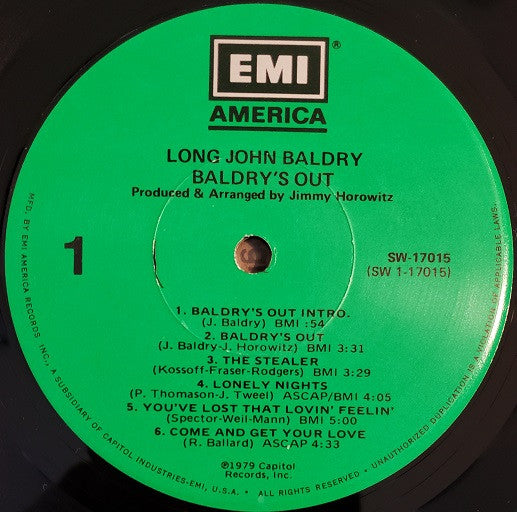 EMI®
AMERICA
LONG JOHN BALDRY
BALDRY'S OUT
Produced & Arranged by Jimmy Horowitz
1
SW-17015
(SW 1-17015)
1. BALDRY'S OUT INTRO.
(J. Baldry) BMI :54
2. BALDRY'S OUT
(J. Baldry-J. Horowitz) BMI 3:31
3. THE STEALER
(Kossoff-Fraser-Rodgers) BMI 3:29
4. LONELY NIGHTS
(P. Thomason-J. Tweel) ASCAP/BMI 4:05
5. YOU'VE LOST THAT LOVIN' FEELIN'
(Spector-Weil-Mann) BMI 5:00
6. COME AND GET YOUR LOVE
(R. Ballard) ASCAP 4:33
℗1979 Capitol
Records, Inc.
MFD. BY EMI AMERICA RECORDS, INC., A SUBSIDIARY OF CAPITOL INDUSTRIES-EMI, U.S.A. • ALL RIGHTS RESERVED. • UNAUTHORIZED DUPLICATION IS A VIOLATION OF APPLICABLE LAWS.